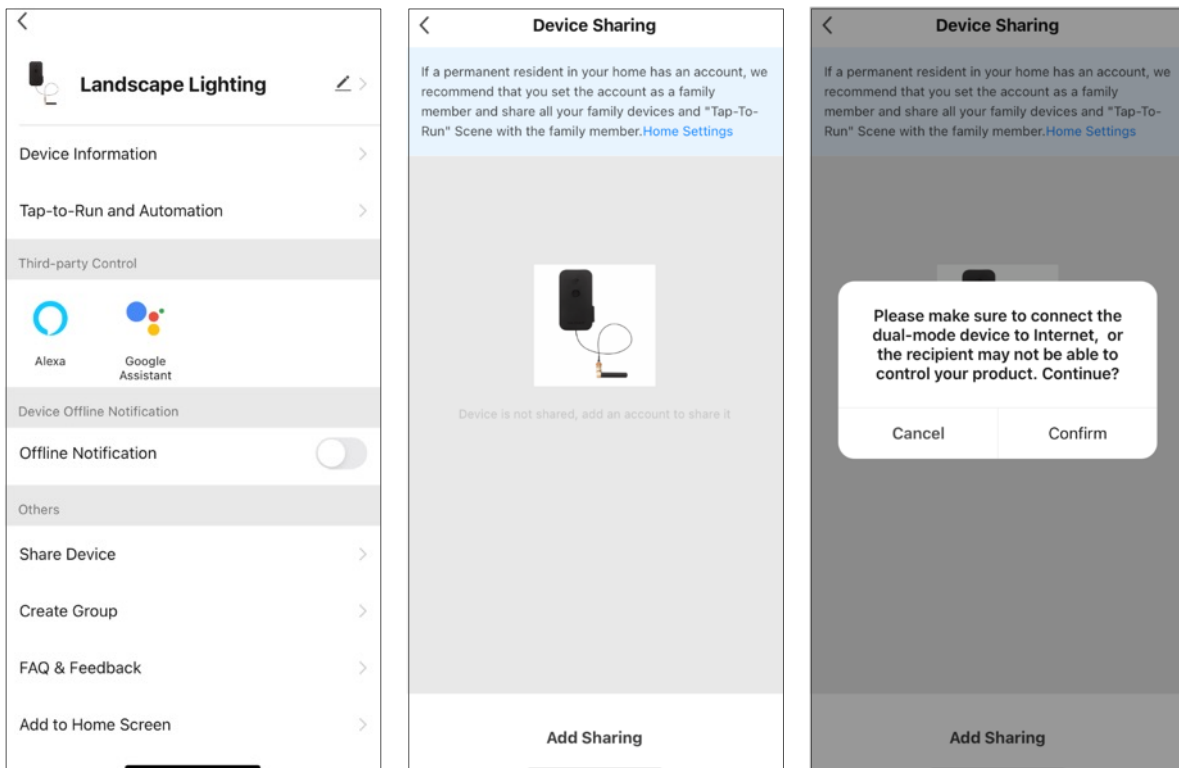 Landscape Lighting
Device Information
Tap-to-Run and Automation
Third-party Control
Alexa
Google
Assistant
Device Offline Notification
Offline Notification
Others
Share Device
Create Group
FAQ & Feedback
Add to Home Screen
Device Sharing
If a permanent resident in your home has an account, we
recommend that you set the account as a family
member and share all your family devices and "Tap-To-
Run" Scene with the family member.Home Settings
Device is not shared, add an account to share it
Add Sharing
Device Sharing
If a permanent resident in your home has an account, we
recommend that you set the account as a family
member and share all your family devices and "Tap-To-
Run" Scene with the family member.Home Settings
Please make sure to connect the
dual-mode device to Internet, or
the recipient may not be able to
control your product. Continue?
Cancel
Confirm
Add Sharing